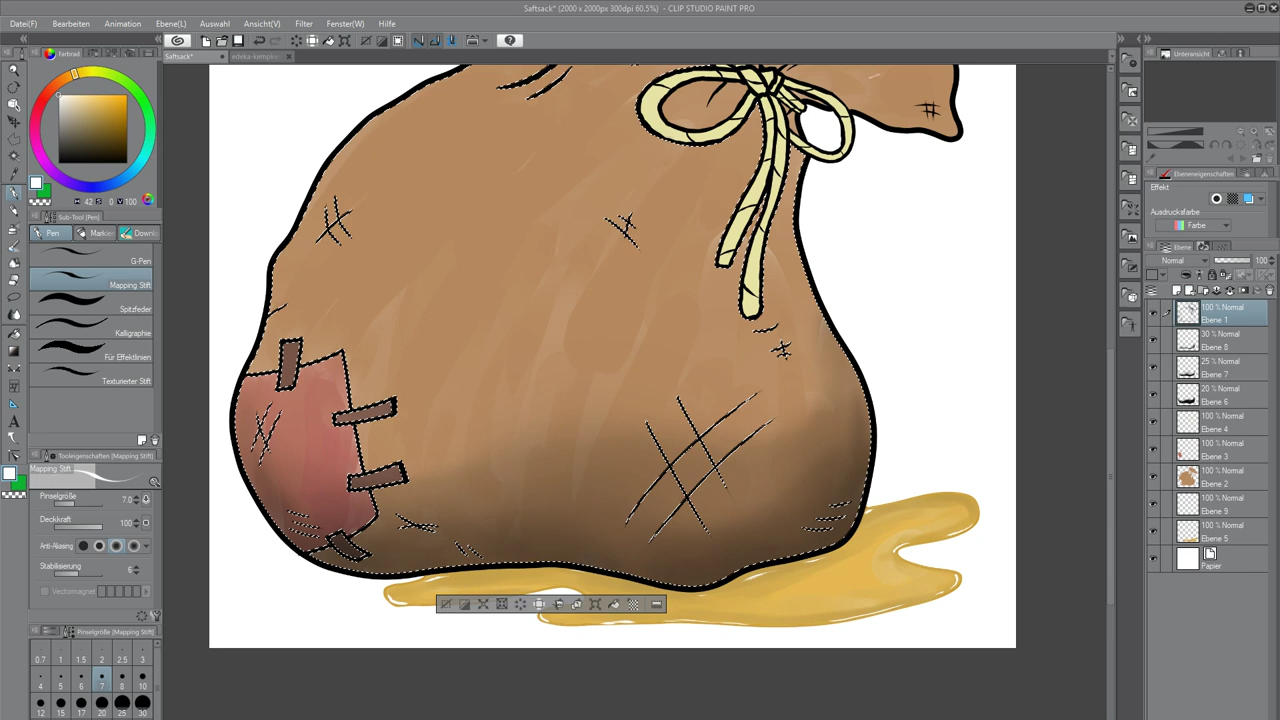 Saftsack* (2000 x 2000px 300dpi 60.5%) - CLIP STUDIO PAINT PRO
Datei(F) Bearbeiten Animation Ebene(L) Auswahl Ansicht(V) Filter Fenster(W) Hilfe
Saftsack* edeka-kempke
Farbrad
H 42 S 0 V 100
Sub-Tool (Pen)
Pen Markie Downlo
G-Pen
Mapping Stift
Spitzfeder
Kalligraphie
Für Effektlinien
Texturierter Stift
Tooleigenschaften (Mapping Stift)
Mapping Stift
Pinselgröße 7.0
Deckkraft 100
Anti-Aliasing
Stabilisierung 6
Vectormagnet
Pinselgröße (Mapping Stift)
0.7 1 1.5 2 2.5 3
4 5 6 7 8 10
12 15 17 20 25 30
Unteransicht
Ebeneneigenschaften
Effekt
Ausdrucksfarbe
Farbe
Ebene
Normal 100
100 % Normal
Ebene 1
30 % Normal
Ebene 8
25 % Normal
Ebene 7
20 % Normal
Ebene 6
100 % Normal
Ebene 4
100 % Normal
Ebene 3
100 % Normal
Ebene 2
100 % Normal
Ebene 9
100 % Normal
Ebene 5
Papier